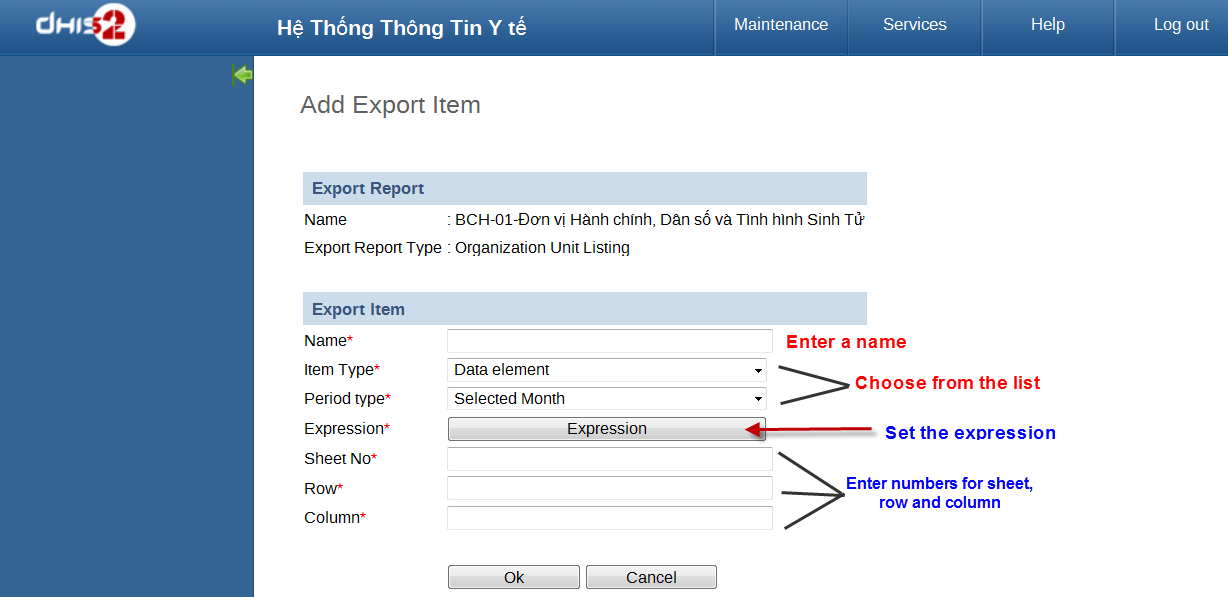 dHIS2 Hệ Thống Thông Tin Y tế Maintenance Services Help Log out
Add Export Item
Export Report
Name : BCH-01-Đơn vị Hành chính, Dân số và Tình hình Sinh Tử
Export Report Type : Organization Unit Listing
Export Item
Name* Enter a name
Item Type* Data element
Choose from the list
Period type* Selected Month
Expression* Expression Set the expression
Sheet No*
Enter numbers for sheet,
Row*
row and column
Column*
Ok Cancel